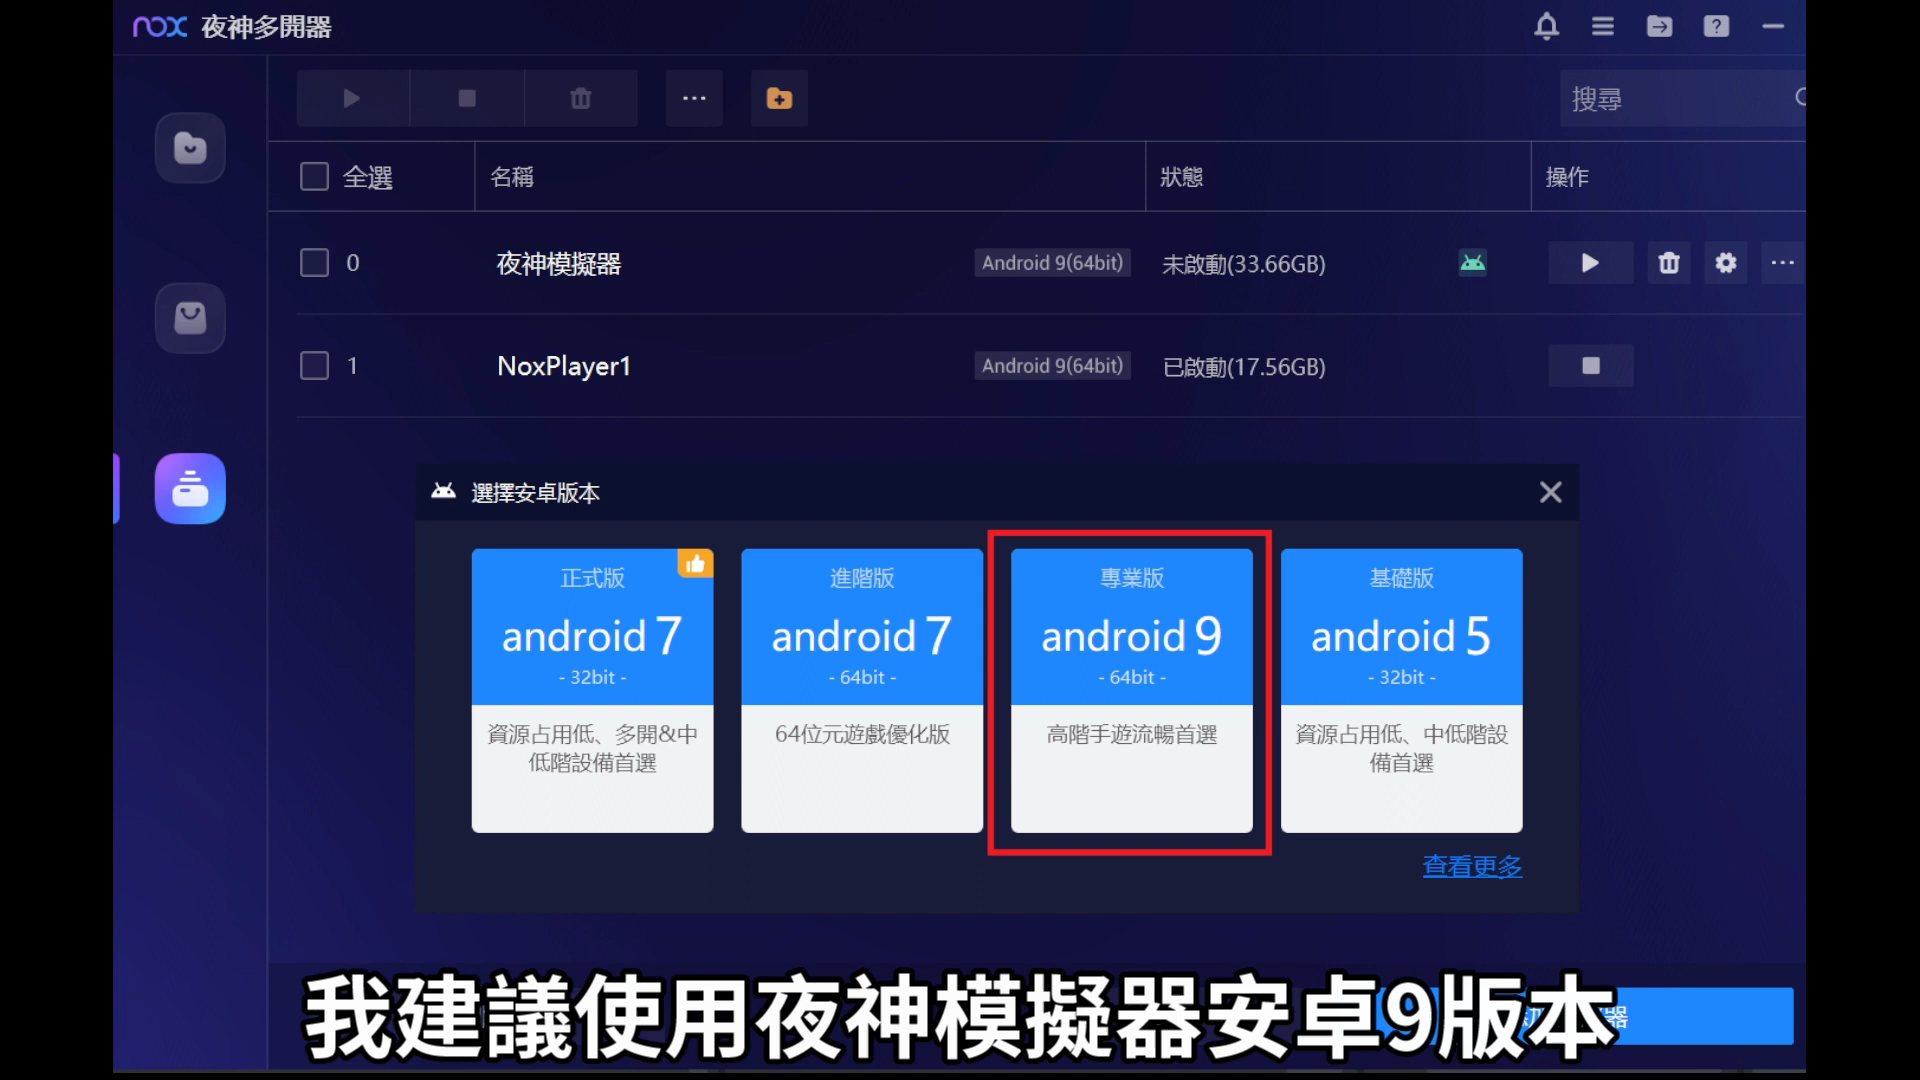 nox 夜神多開器
搜尋
全選 名稱 狀態 操作
0 夜神模擬器 Android 9(64bit) 未啟動(33.66GB)
1 NoxPlayer1 Android 9(64bit) 已啟動(17.56GB)
選擇安卓版本
正式版
android 7
- 32bit -
資源占用低、多開&中
低階設備首選
進階版
android 7
- 64bit -
64位元遊戲優化版
專業版
android 9
- 64bit -
高階手遊流暢首選
基礎版
android 5
- 32bit -
資源占用低、中低階設
備首選
查看更多
器
我建議使用夜神模擬器安卓9版本